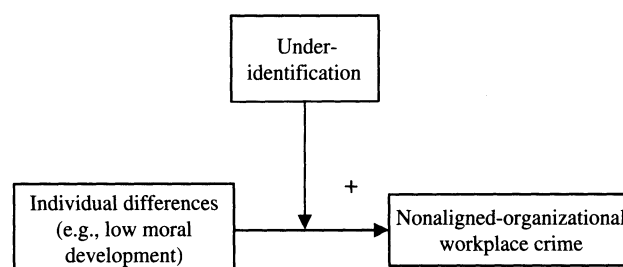 Under-
identification
+
Individual differences
(e.g., low moral
development)
Nonaligned-organizational
workplace crime